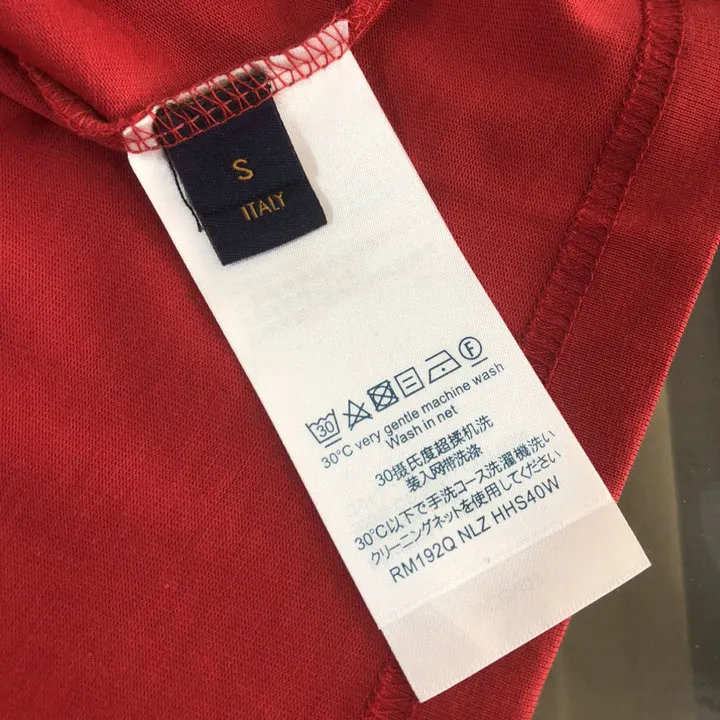 S
ITALY
30
F
30°C very gentle machine wash
Wash in net
30摄氏度超揉机洗
装入网带洗涤
30℃以下で手洗コース洗濯機洗い
クリーニングネットを使用してください
RM192Q NLZ HHS40W